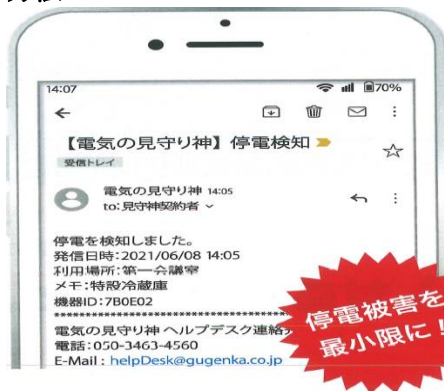 14:07
70%
【電気の見守り神】停電検知
受信トレイ
電気の見守り神 14:05
to: 見守神契約者
停電を検知しました。
発信日時:2021/06/08 14:05
利用場所:第一会議室
メモ:特設冷蔵庫
機器ID:7B0E02
**********************************************
電気の見守り神 ヘルプデスク連絡
電話:050-3463-4560
E-Mail : helpDesk@gugenka.co.jp
停電被害を
最小限に!